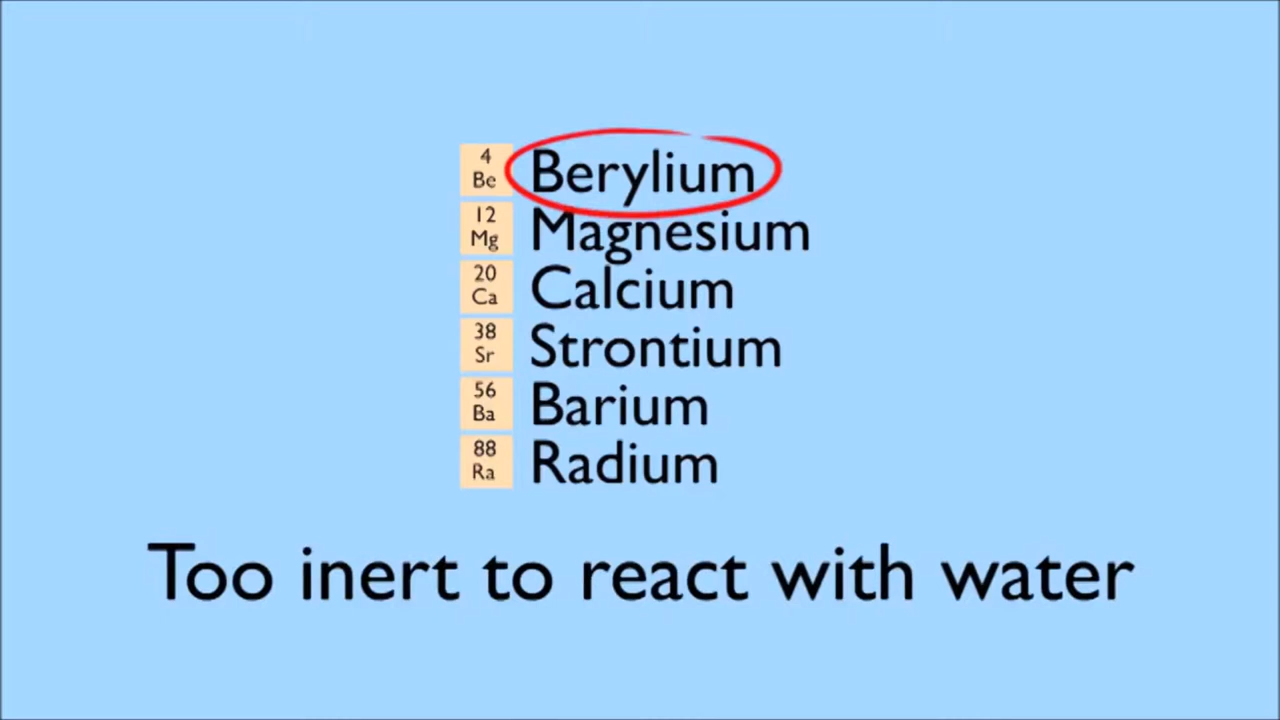 4
Be Berylium
12
Mg Magnesium
20
Ca Calcium
38
Sr Strontium
56
Ba Barium
88
Ra Radium
Too inert to react with water